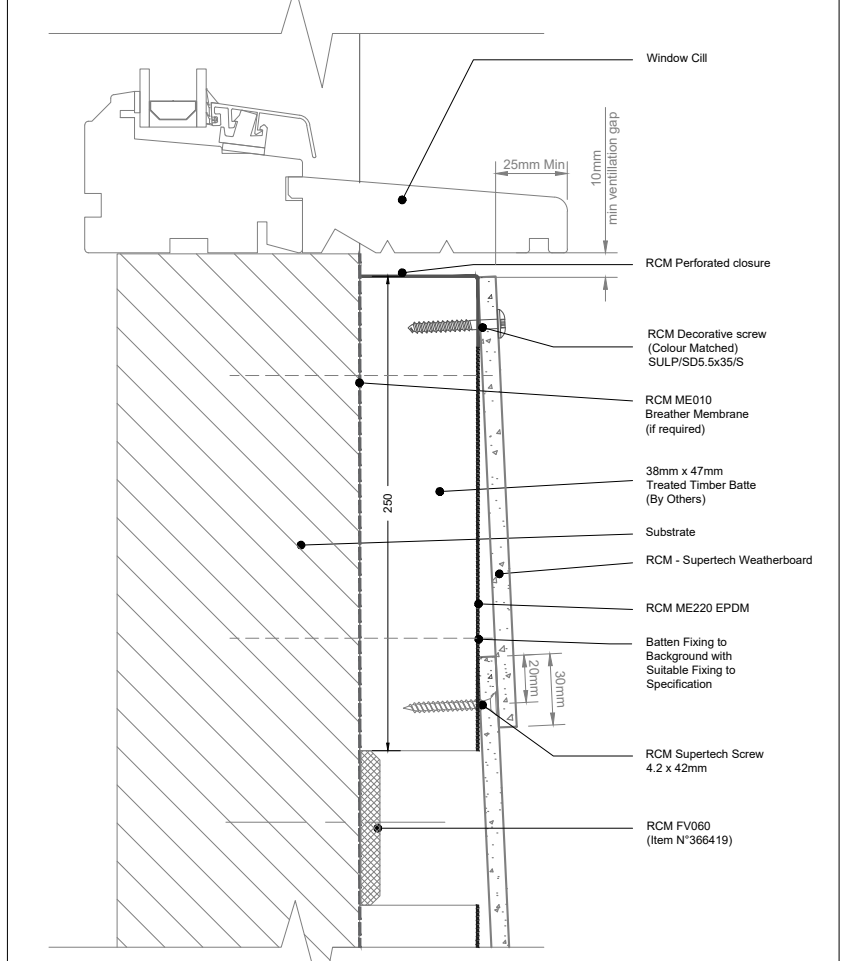 Window Cill
25mm Min
10mm
min ventillation gap
RCM Perforated closure
RCM Decorative screw
(Colour Matched)
SULP/SD5.5x35/S
RCM ME010
Breather Membrane
(if required)
38mm x 47mm
Treated Timber Batte
(By Others)
250
Substrate
RCM - Supertech Weatherboard
RCM ME220 EPDM
Batten Fixing to
Background with
Suitable Fixing to
Specification
20mm
30mm
RCM Supertech Screw
4.2 x 42mm
RCM FV060
(Item N°366419)